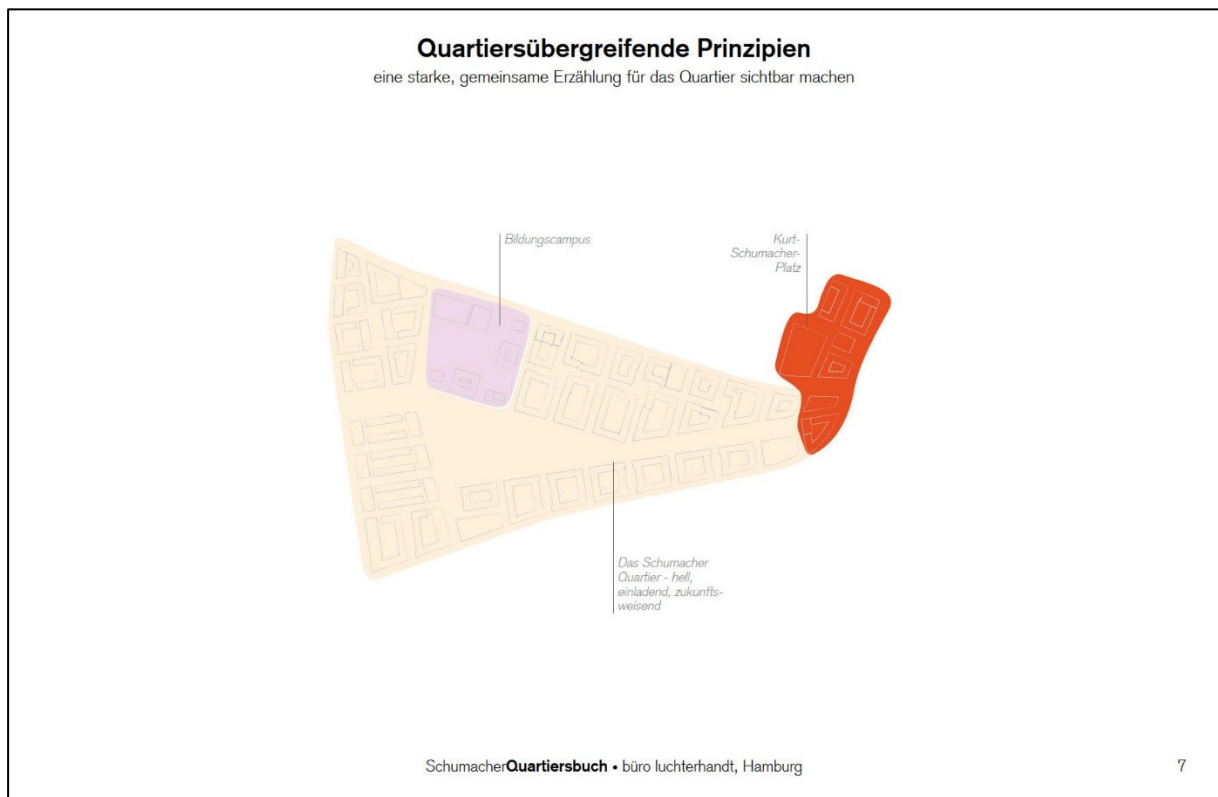 Quartiersübergreifende Prinzipien
eine starke, gemeinsame Erzählung für das Quartier sichtbar machen
Bildungscampus
Kurt-
Schumacher-
Platz
Das Schumacher
Quartier - hell,
einladend, zukunfts-
weisend
SchumacherQuartiersbuch • büro luchterhandt, Hamburg
7